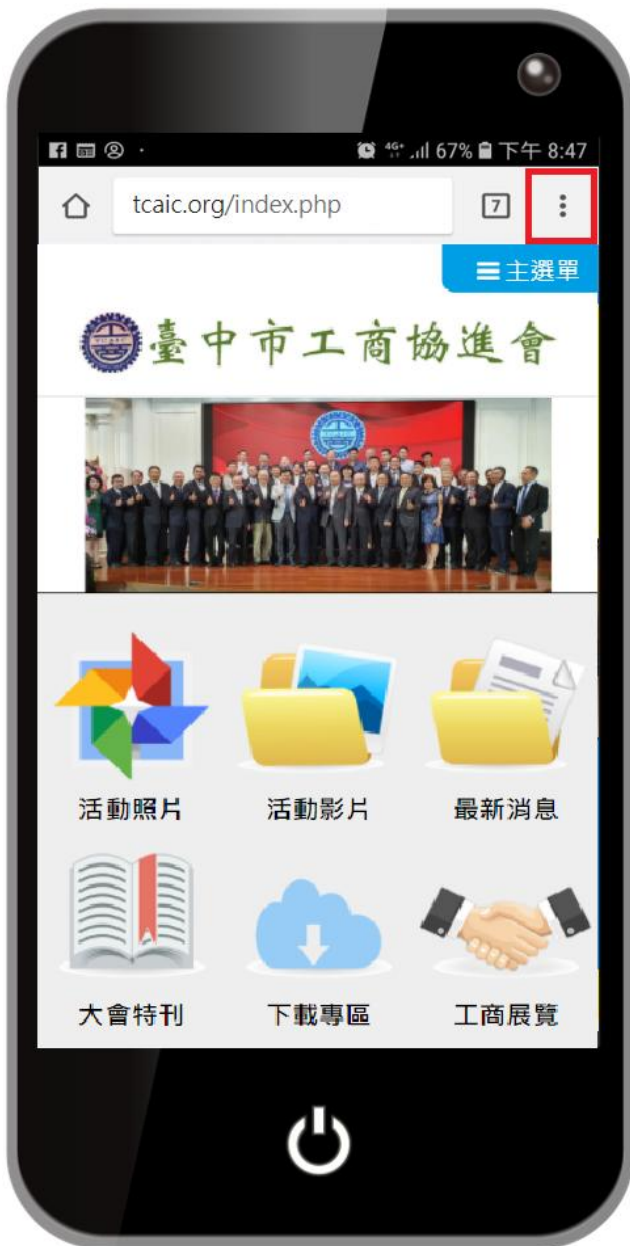 4G+ 67% 下午 8:47
tcaic.org/index.php 7
主選單
臺中市工商協進會
活動照片 活動影片 最新消息
大會特刊 下載專區 工商展覽